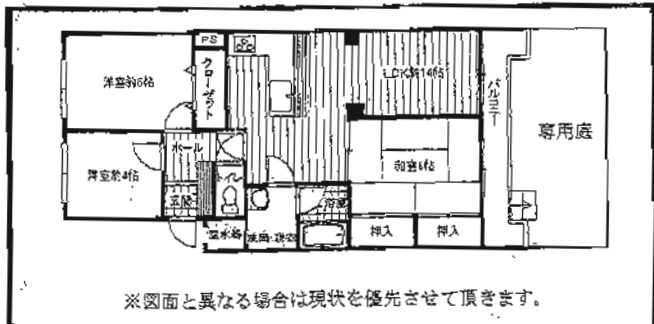 PS
洋室約6帖
クローゼット
LDK約14帖
バルコニー
専用庭
ホール
洋室約4帖
トイレ
和室6帖
玄関
浴室
温水器
洗面・脱衣
押入
押入
※図面と異なる場合は現状を優先させて頂きます。